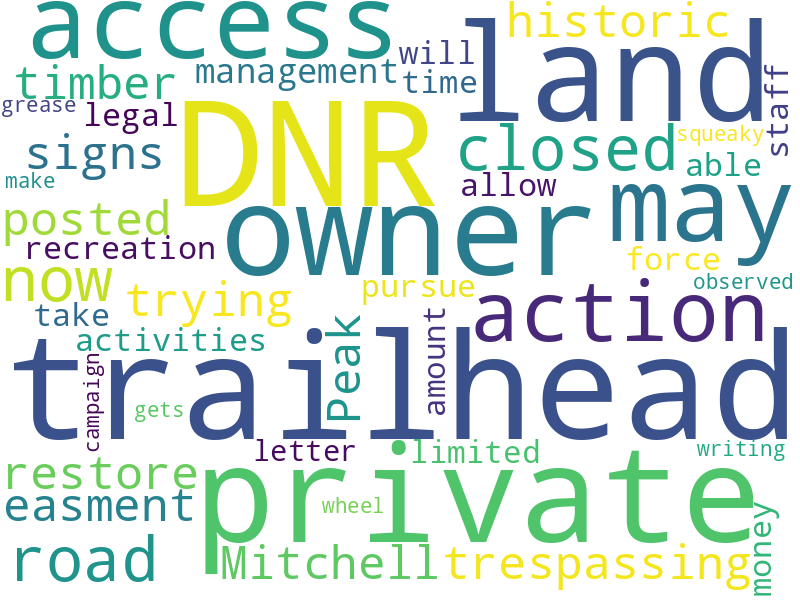 access
historic
land
will
management
time
timber
staff
grease
legal
DNR
closed
squeaky
signs
able
make
allow
may
posted
owner
recreation
force
now
pursue
observed
trying
action
take
Peak
amount
activities
trailhead
campaign
gets
letter
limited
writing
restore
private
easment
wheel
money
road
Mitchell
trespassing